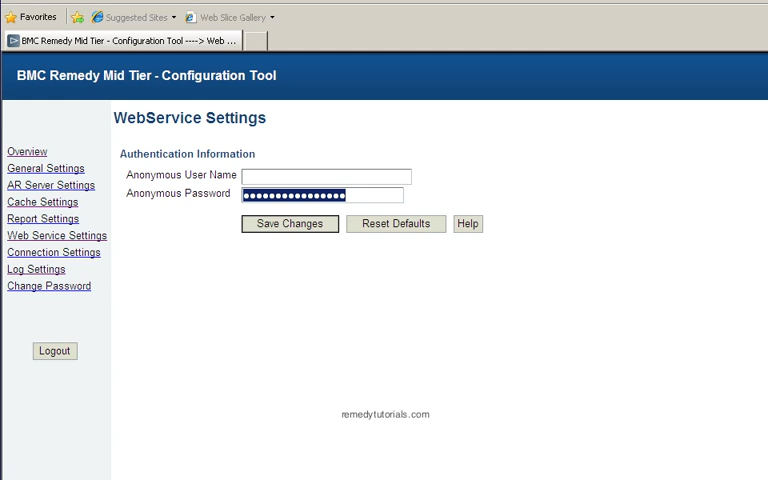 Favorites
Suggested Sites
Web Slice Gallery
BMC Remedy Mid Tier - Configuration Tool ----> Web ...
BMC Remedy Mid Tier - Configuration Tool
WebService Settings
Authentication Information
Overview
General Settings
AR Server Settings
Cache Settings
Report Settings
Web Service Settings
Connection Settings
Log Settings
Change Password
Logout
Anonymous User Name
Anonymous Password
Save Changes
Reset Defaults
Help
remedytutorials.com